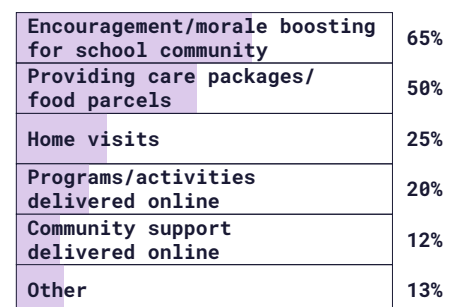 Encouragement/morale boosting
for school community
65%
Providing care packages/
food parcels
50%
Home visits
25%
Programs/activities
delivered online
20%
Community support
delivered online
12%
Other
13%